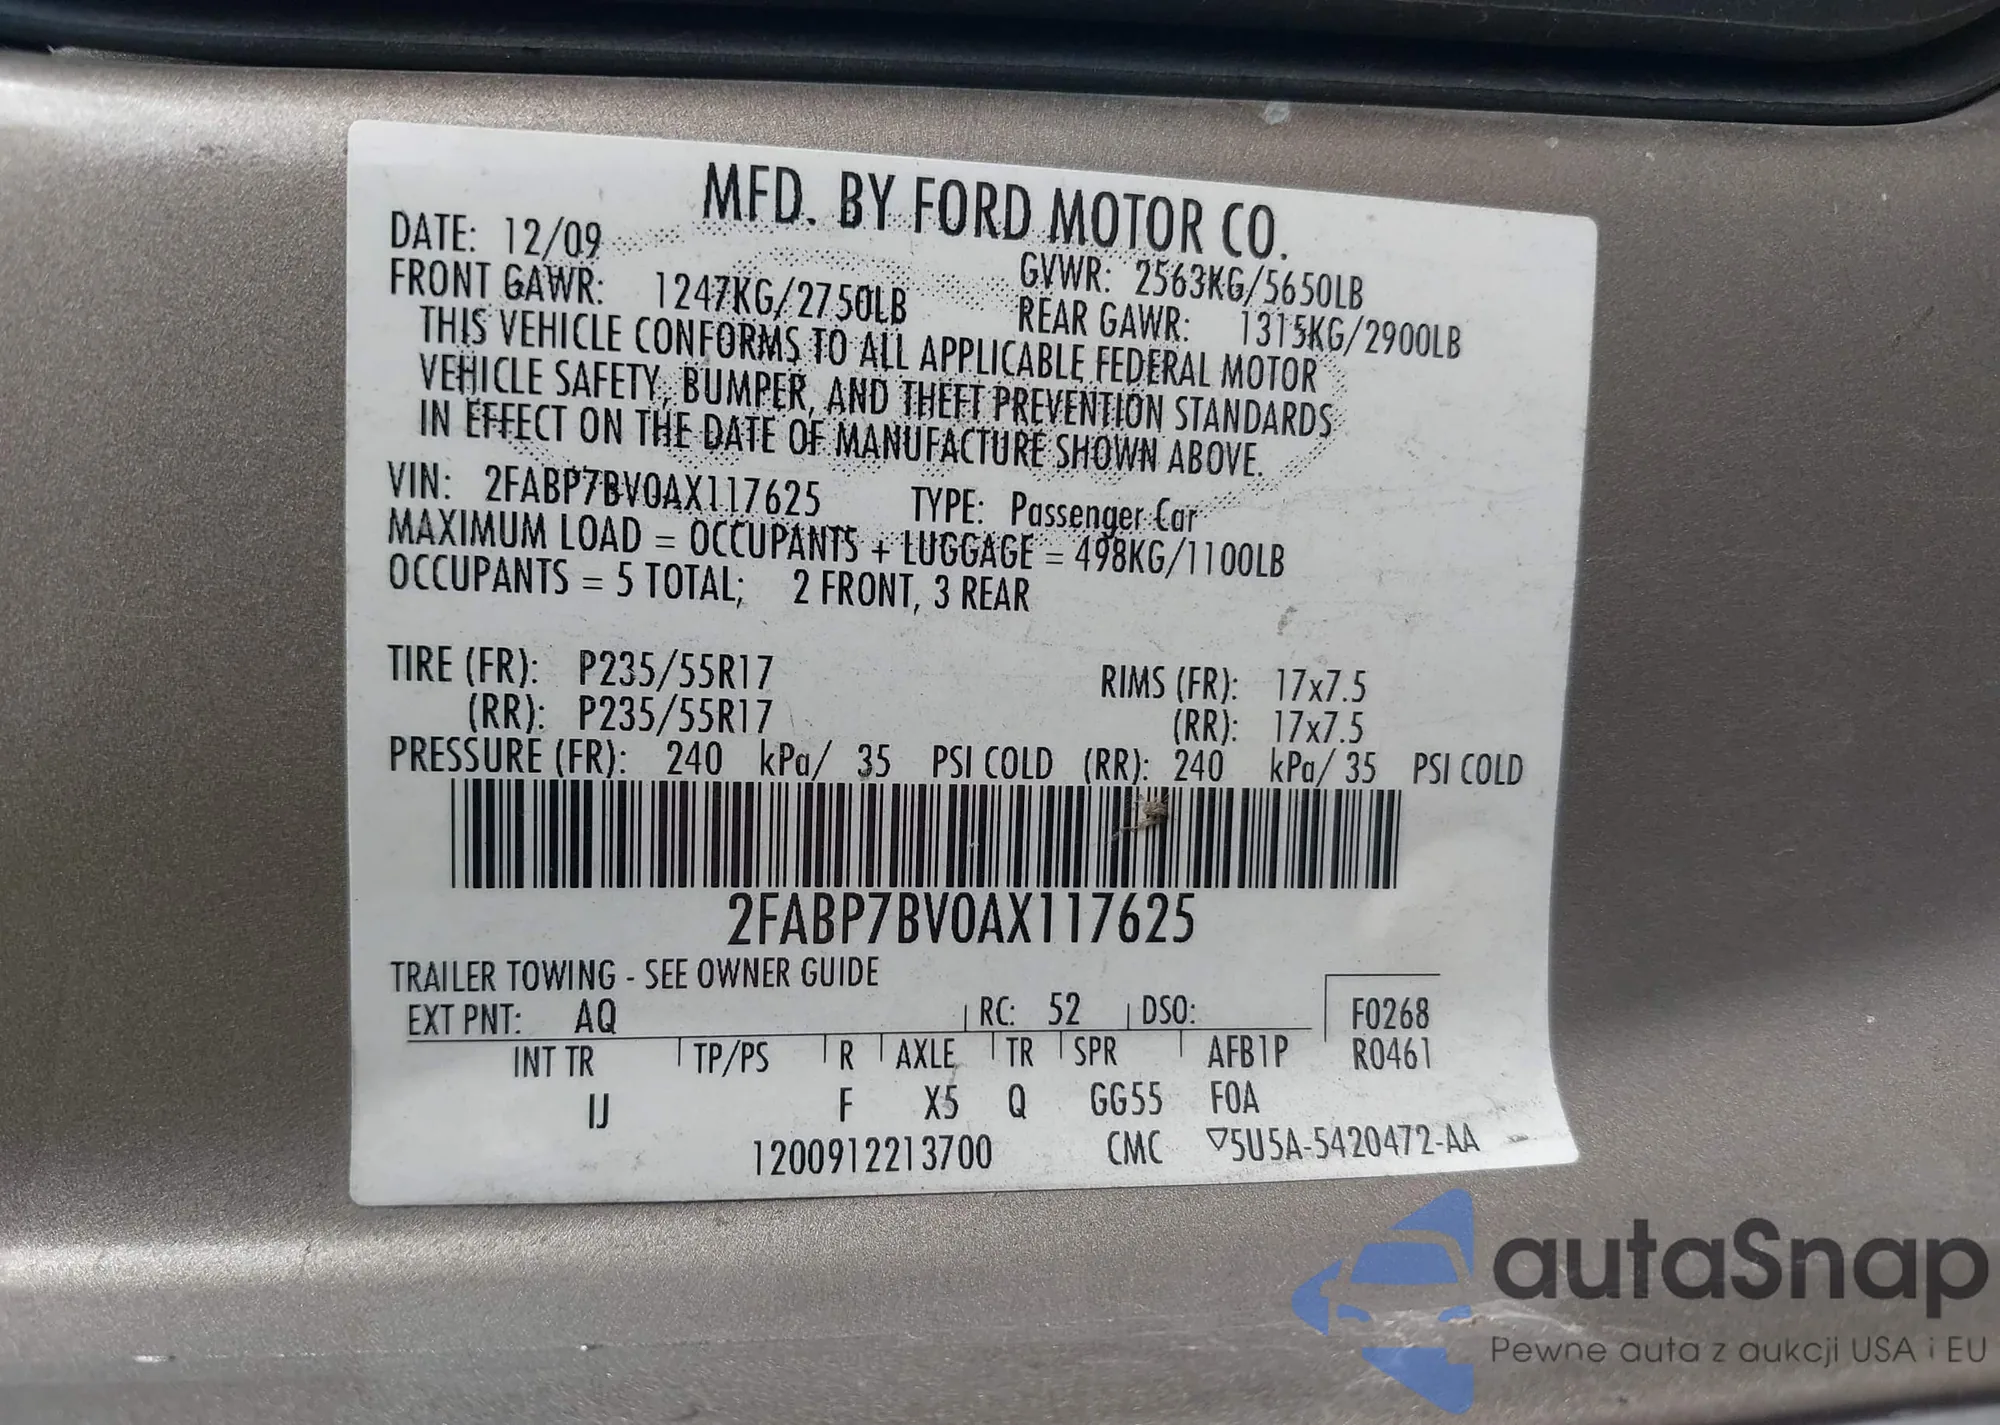 MFD. BY FORD MOTOR CO.
DATE: 12/09
GVWR: 2563KG/5650LB
FRONT GAWR: 1247KG/2750LB
REAR GAWR: 1315KG/2900LB
THIS VEHICLE CONFORMS TO ALL APPLICABLE FEDERAL MOTOR
VEHICLE SAFETY, BUMPER, AND THEFT PREVENTION STANDARDS
IN EFFECT ON THE DATE OF MANUFACTURE SHOWN ABOVE.
VIN: 2FABP7BV0AX117625 TYPE: Passenger Car
MAXIMUM LOAD = OCCUPANTS + LUGGAGE = 498KG/1100LB
OCCUPANTS = 5 TOTAL; 2 FRONT, 3 REAR
TIRE (FR): P235/55R17 RIMS (FR): 17x7.5
(RR): P235/55R17 (RR): 17x7.5
PRESSURE (FR): 240 kPa/ 35 PSI COLD (RR): 240 kPa/ 35 PSI COLD
2FABP7BV0AX117625
TRAILER TOWING - SEE OWNER GUIDE
EXT PNT: AQ RC: 52 DSO: F0268
INT TR TP/PS R AXLE TR SPR AFB1P R0461
IJ F X5 Q GG55 F0A
1200912213700 CMC ▽5U5A-5420472-AA
autaSnap
Pewne auta z aukcji USA i EU